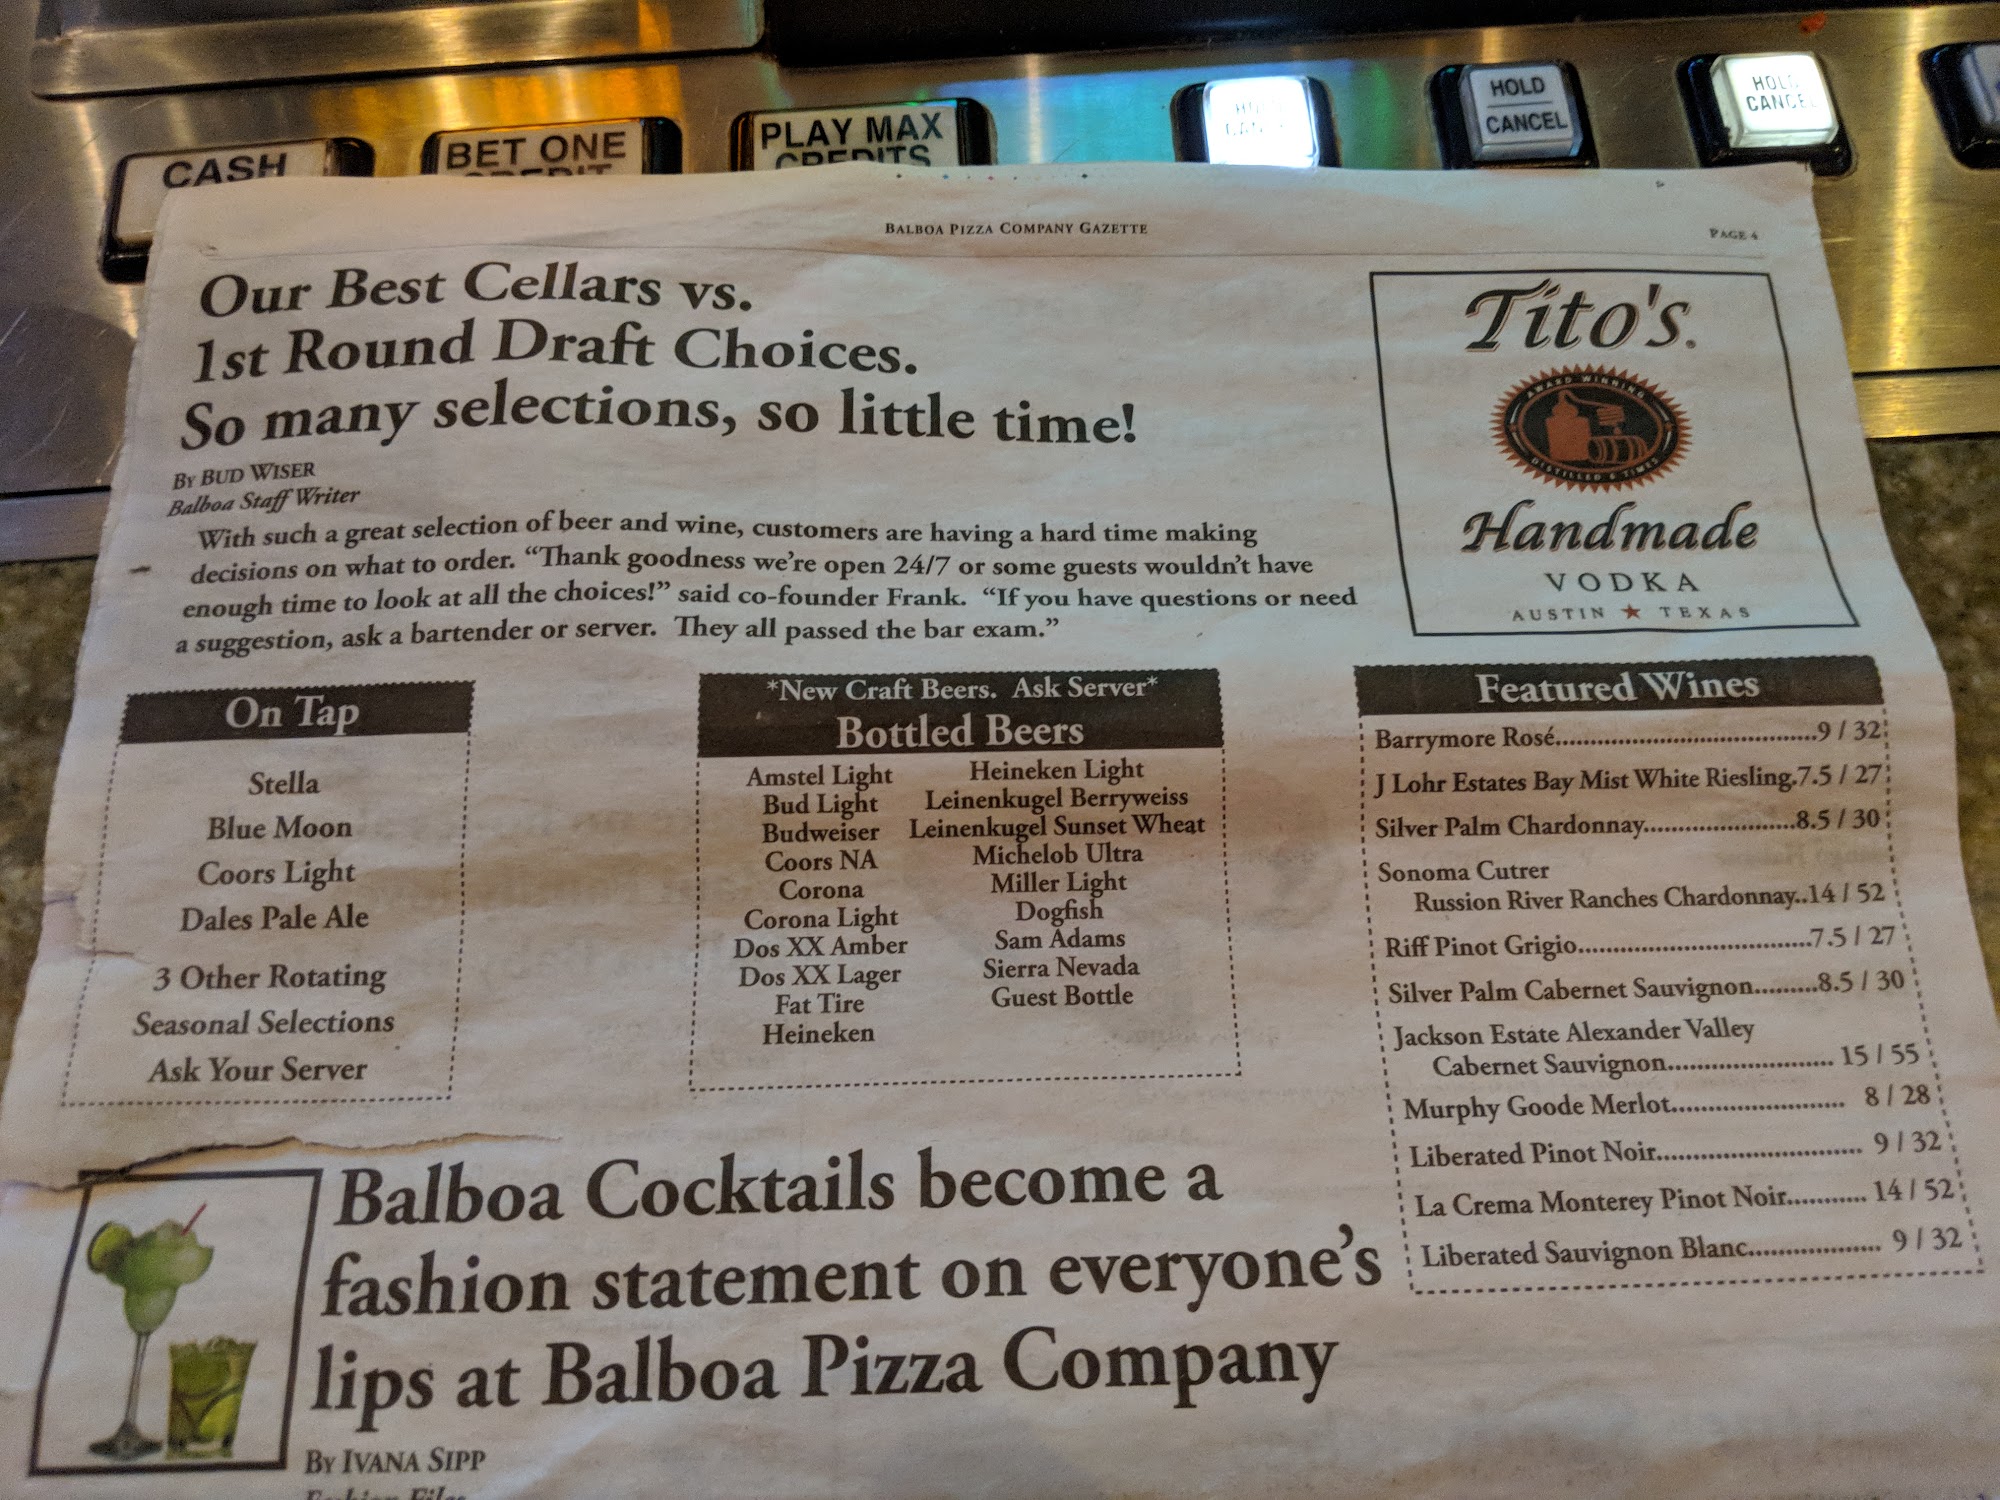 CASH
BET ONE
CREDIT
PLAY MAX
CREDITS
HOLD
CANCEL
HOLD
CANCEL
HOLD
CANCEL
BALBOA PIZZA COMPANY GAZETTE
PAGE 4
Our Best Cellars vs.
1st Round Draft Choices.
So many selections, so little time!
BY BUD WISER
Balboa Staff Writer
With such a great selection of beer and wine, customers are having a hard time making
decisions on what to order. “Thank goodness we’re open 24/7 or some guests wouldn’t have
enough time to look at all the choices!” said co-founder Frank. “If you have questions or need
a suggestion, ask a bartender or server. They all passed the bar exam.”
Tito's.
AWARD WINNING
DISTILLED 6 TIMES
Handmade
VODKA
AUSTIN ★ TEXAS
On Tap
Stella
Blue Moon
Coors Light
Dales Pale Ale
3 Other Rotating
Seasonal Selections
Ask Your Server
*New Craft Beers. Ask Server*
Bottled Beers
Amstel Light
Bud Light
Budweiser
Coors NA
Corona
Corona Light
Dos XX Amber
Dos XX Lager
Fat Tire
Heineken
Heineken Light
Leinenkugel Berryweiss
Leinenkugel Sunset Wheat
Michelob Ultra
Miller Light
Dogfish
Sam Adams
Sierra Nevada
Guest Bottle
Featured Wines
Barrymore Rosé......................................9 / 32
J Lohr Estates Bay Mist White Riesling.7.5 / 27
Silver Palm Chardonnay......................8.5 / 30
Sonoma Cutrer
Russion River Ranches Chardonnay..14 / 52
Riff Pinot Grigio..................................7.5 / 27
Silver Palm Cabernet Sauvignon.........8.5 / 30
Jackson Estate Alexander Valley
Cabernet Sauvignon........................ 15 / 55
Murphy Goode Merlot......................... 8 / 28
Liberated Pinot Noir.............................. 9 / 32
La Crema Monterey Pinot Noir........... 14 / 52
Liberated Sauvignon Blanc................... 9 / 32
Balboa Cocktails become a
fashion statement on everyone’s
lips at Balboa Pizza Company
BY IVANA SIPP
Fashion Files